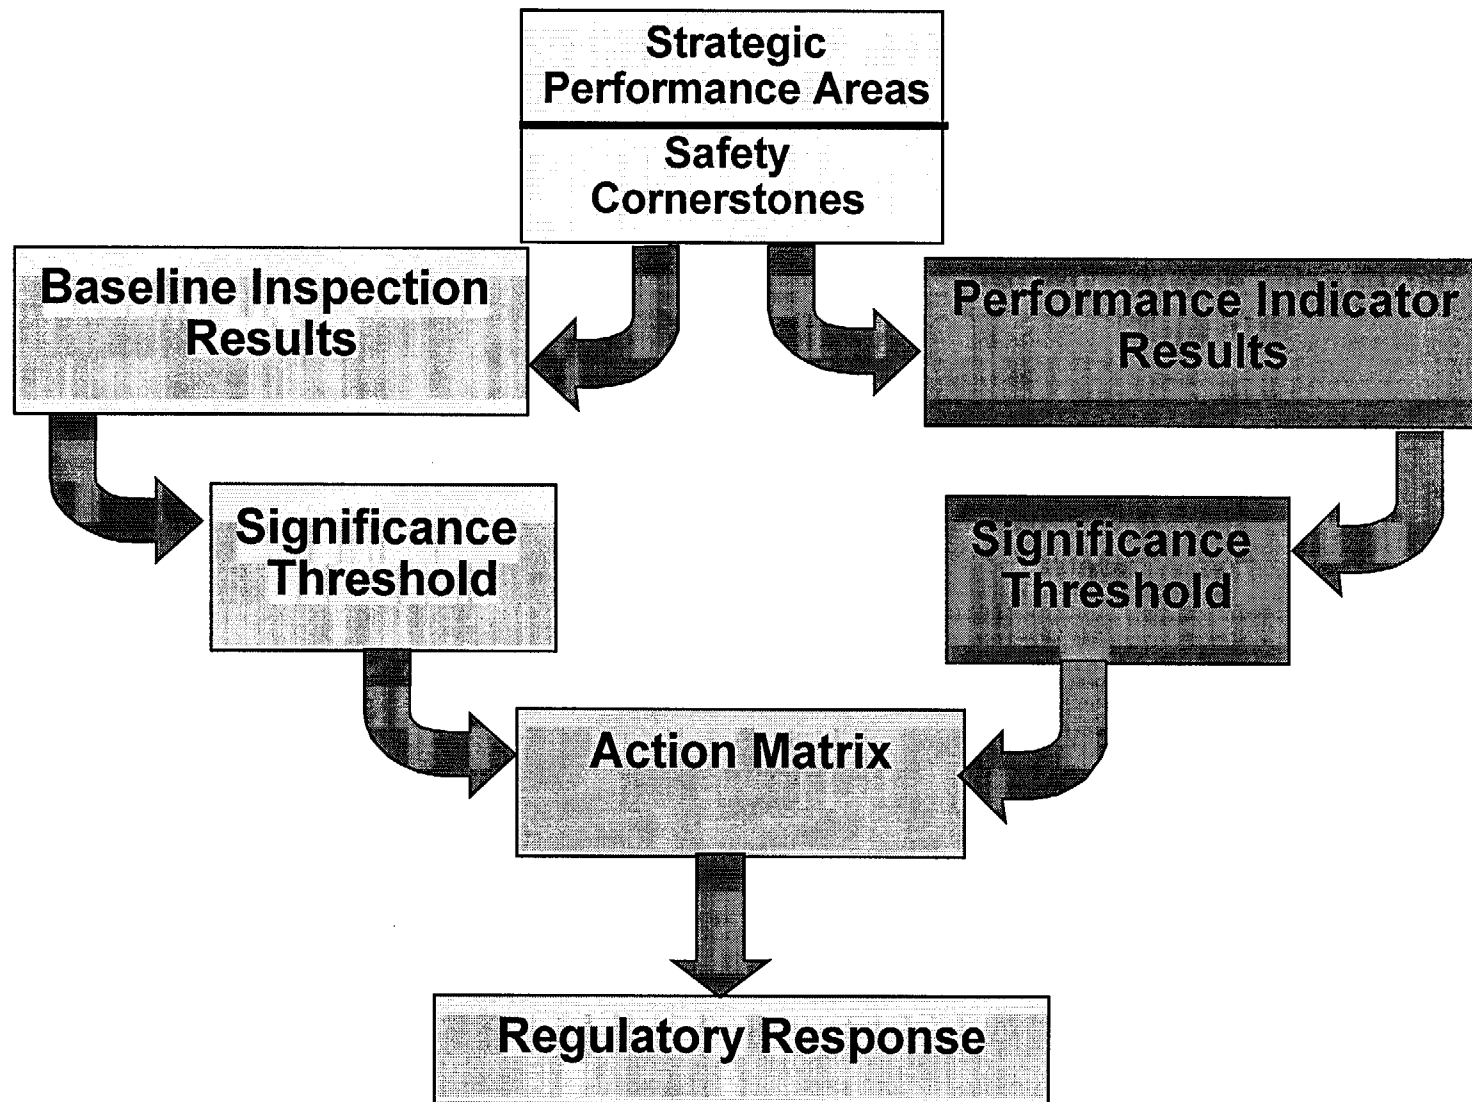 Strategic
Performance Areas
Safety
Cornerstones
Baseline Inspection
Results
Performance Indicator
Results
Significance
Threshold
Significance
Threshold
Action Matrix
Regulatory Response